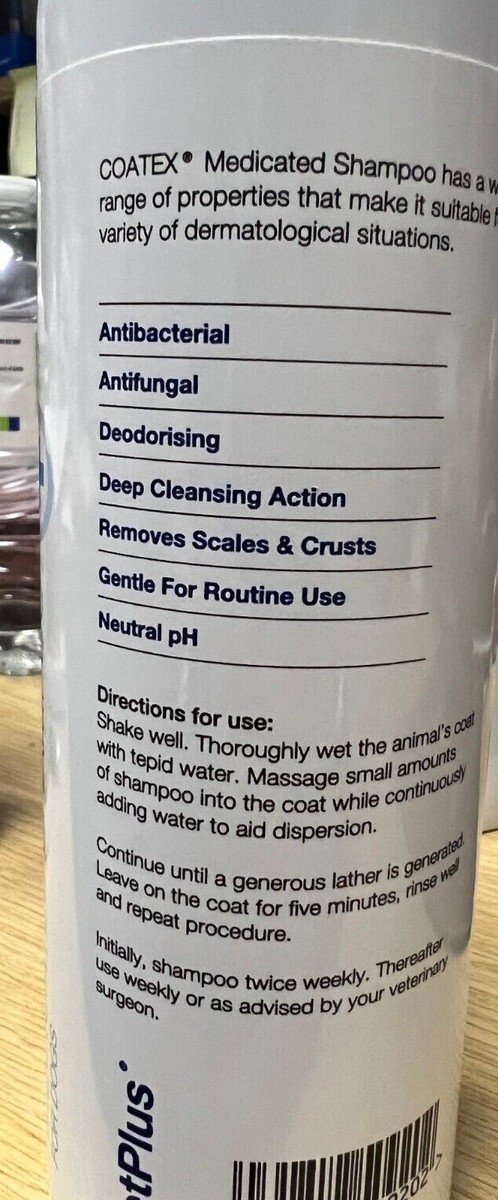 COATEX® Medicated Shampoo has a
range of properties that make it suitable
variety of dermatological situations.
Antibacterial
Antifungal
Deodorising
Deep Cleansing Action
Removes Scales & Crusts
Gentle For Routine Use
Neutral pH
Directions for use:
Shake well. Thoroughly wet the animal's coat
with tepid water. Massage small amounts
of shampoo into the coat while continuously
adding water to aid dispersion.
Continue until a generous lather is generated.
Leave on the coat for five minutes, rinse well
and repeat procedure.
Initially, shampoo twice weekly. Thereafter
use weekly or as advised by your veterinary
surgeon.